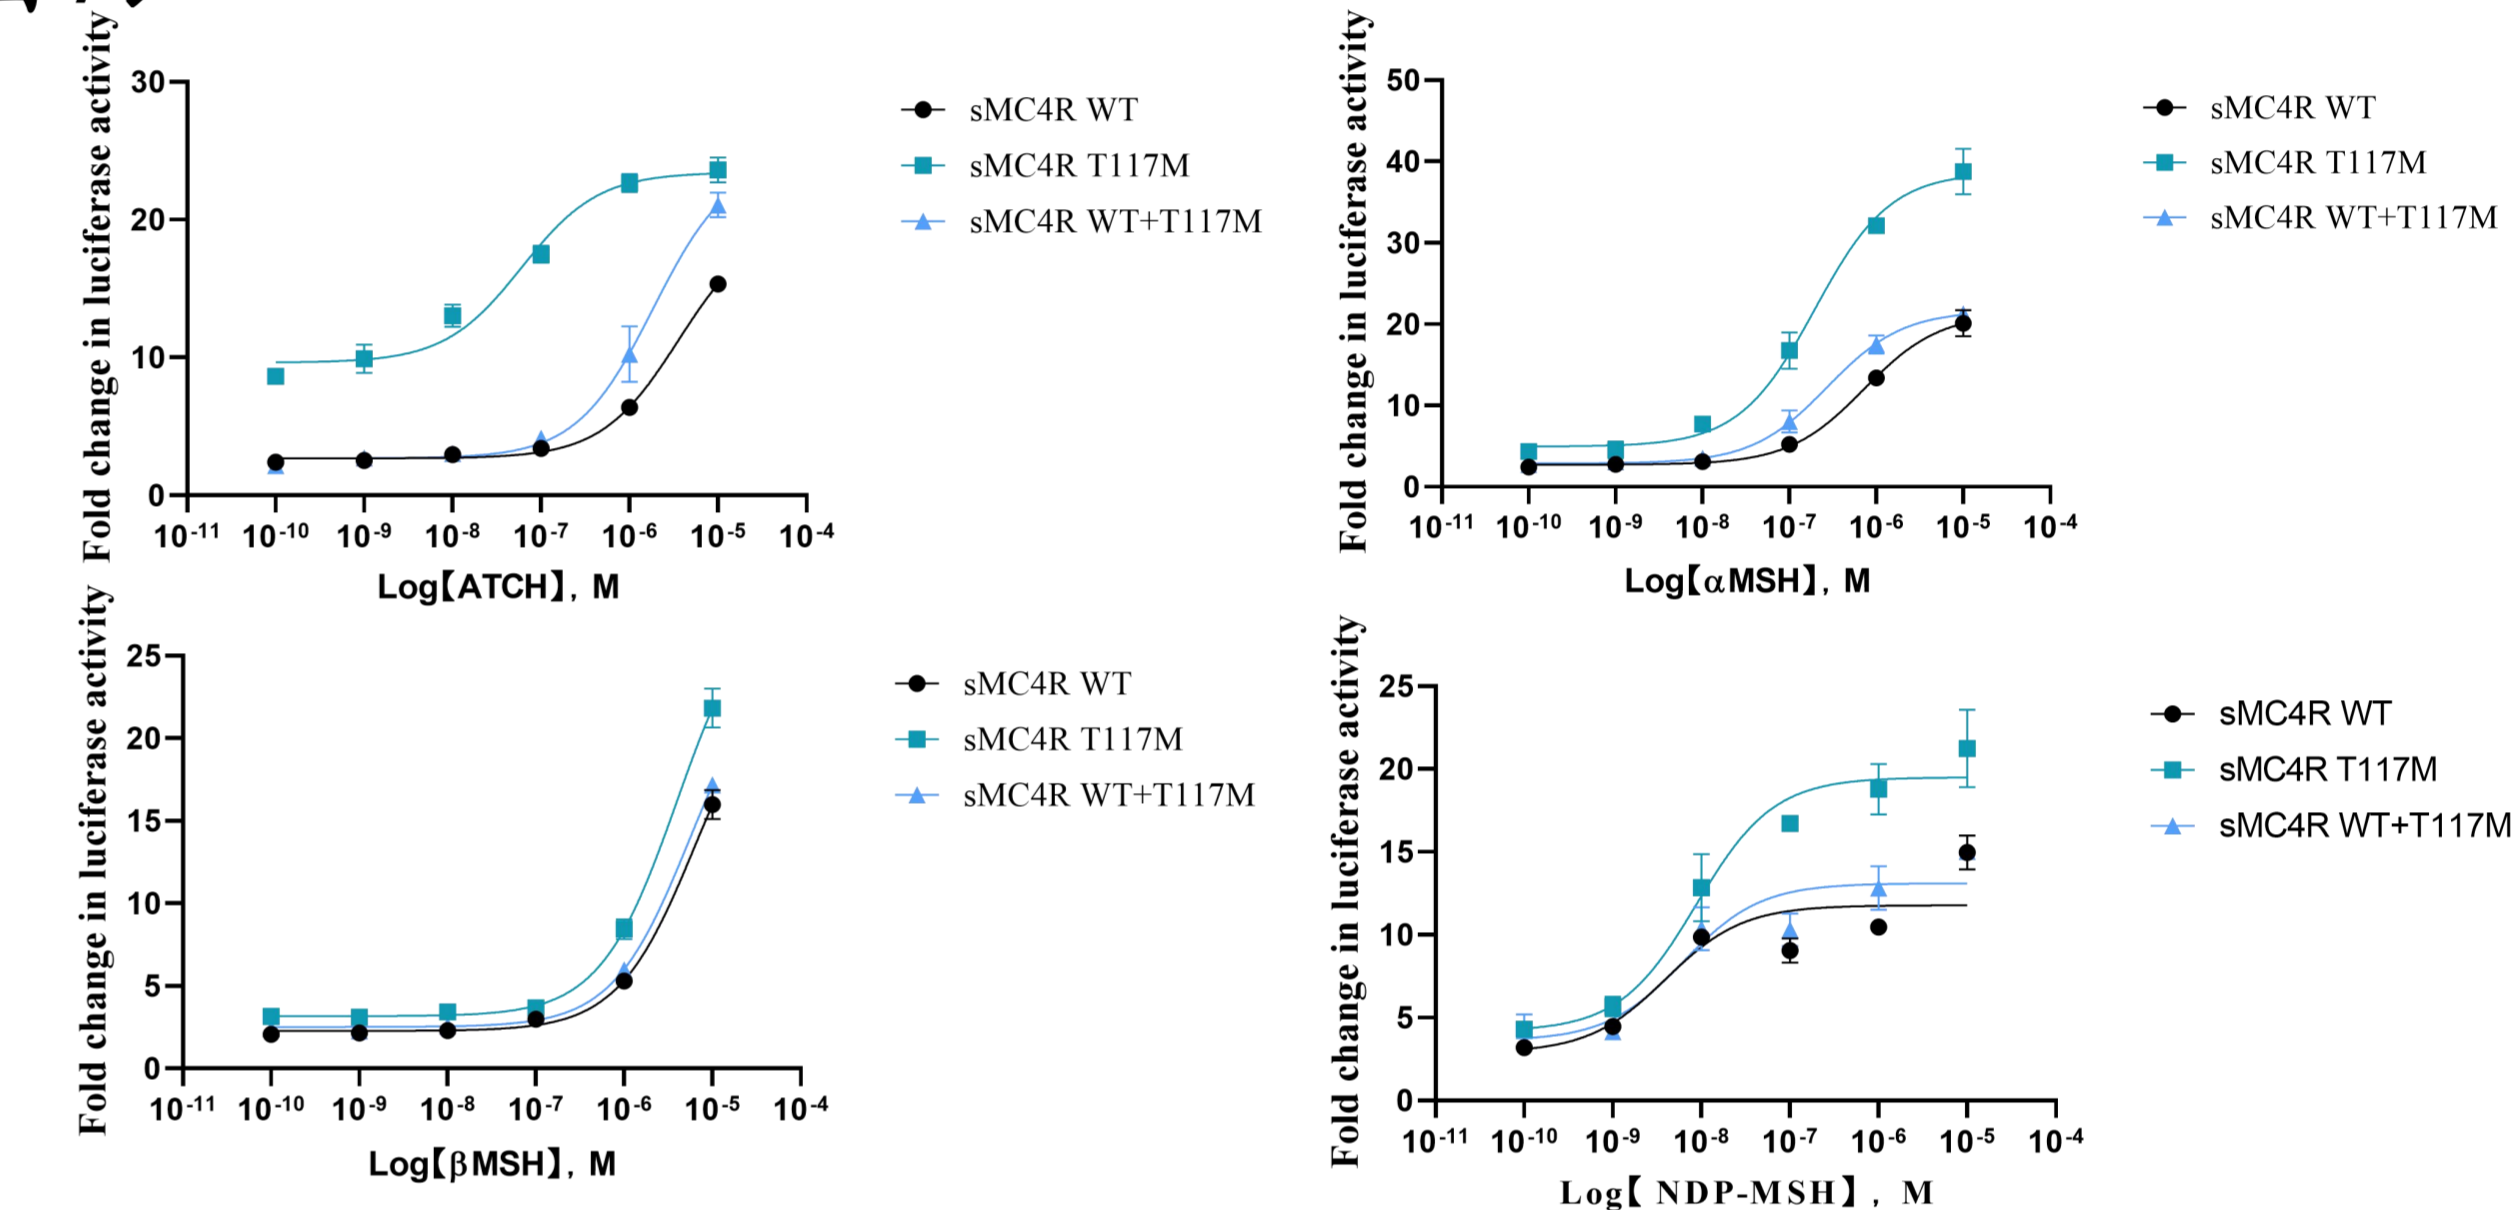 Fold change in luciferase activity
30
20
10
0
10-11 10-10 10-9 10-8 10-7 10-6 10-5 10-4
Log【ATCH】, M
sMC4R WT
sMC4R T117M
sMC4R WT+T117M
Fold change in luciferase activity
50
40
30
20
10
0
10-11 10-10 10-9 10-8 10-7 10-6 10-5 10-4
Log【αMSH】, M
sMC4R WT
sMC4R T117M
sMC4R WT+T117M
Fold change in luciferase activity
25
20
15
10
5
0
10-11 10-10 10-9 10-8 10-7 10-6 10-5 10-4
Log【βMSH】, M
sMC4R WT
sMC4R T117M
sMC4R WT+T117M
Fold change in luciferase activity
25
20
15
10
5
0
10-11 10-10 10-9 10-8 10-7 10-6 10-5 10-4
Log【 NDP-MSH】 , M
sMC4R WT
sMC4R T117M
sMC4R WT+T117M